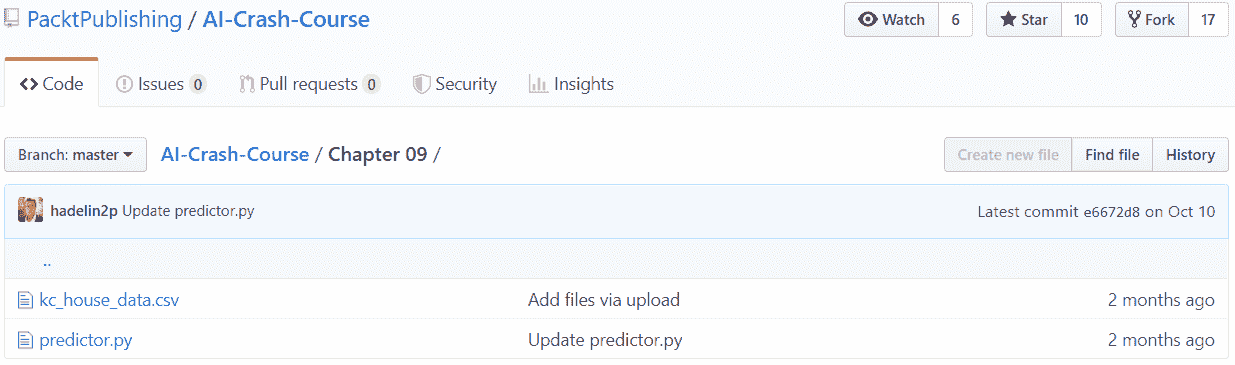 PacktPublishing / AI-Crash-Course Watch 6 Star 10 Fork 17
Code Issues 0 Pull requests 0 Security Insights
Branch: master AI-Crash-Course / Chapter 09 / Create new file Find file History
hadelin2p Update predictor.py Latest commit e6672d8 on Oct 10
..
kc_house_data.csv Add files via upload 2 months ago
predictor.py Update predictor.py 2 months ago